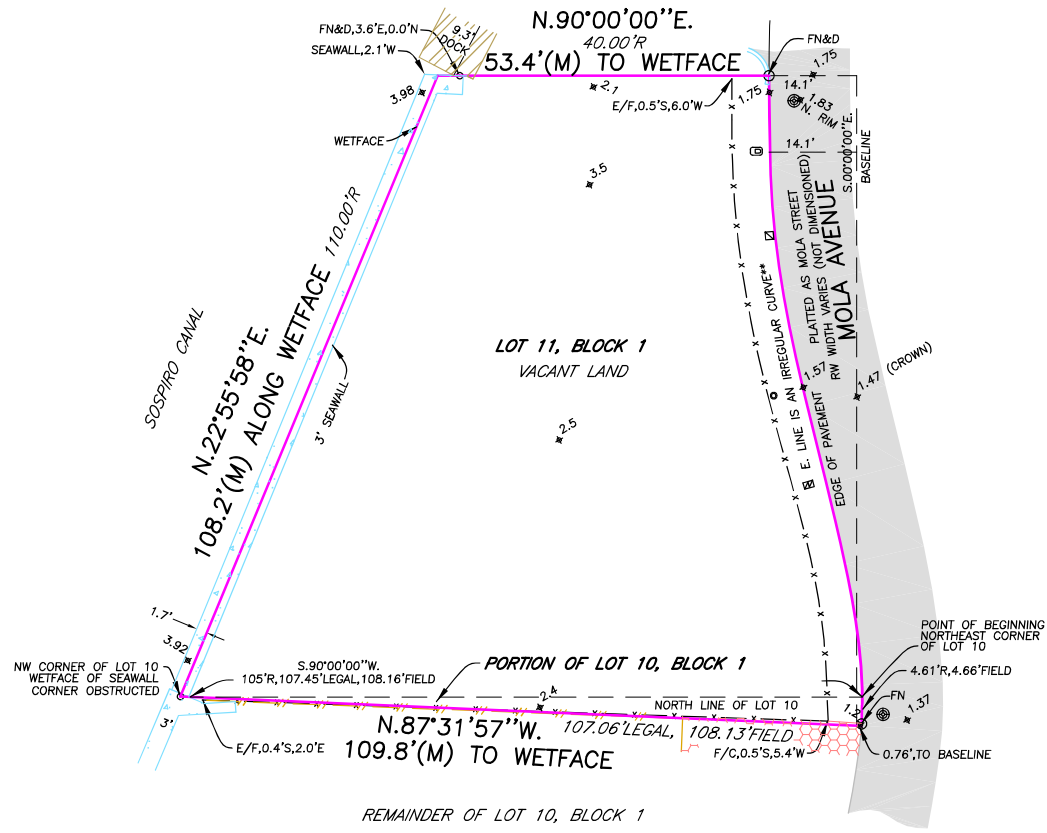 N.90°00'00''E.
40.00'R
53.4'(M) TO WETFACE
FN&D,3.6'E,0.0'N
SEAWALL,2.1'W
9.3'
DOCK
FN&D
1.75
14.1'
1.75
1.83
N. RIM
E/F,0.5'S,6.0'W
3.98
2.1
WETFACE
14.1'
S.00°00'00''E.
BASELINE
3.5
PLATTED AS MOLA STREET
RW WIDTH VARIES (NOT DIMENSIONED)
MOLA AVENUE
E. LINE IS AN IRREGULAR CURVE**
EDGE OF PAVEMENT
1.57
1.47 (CROWN)
SOSPIRO CANAL
N.22°55'58''E.
108.2'(M) ALONG WETFACE 110.00'R
3' SEAWALL
LOT 11, BLOCK 1
VACANT LAND
2.5
1.7'
3.92
NW CORNER OF LOT 10
WETFACE OF SEAWALL
CORNER OBSTRUCTED
3'
S.90°00'00''W.
105'R,107.45'LEGAL,108.16'FIELD
PORTION OF LOT 10, BLOCK 1
2.4
NORTH LINE OF LOT 10
POINT OF BEGINNING
NORTHEAST CORNER
OF LOT 10
4.61'R,4.66'FIELD
FN
1.37
E/F,0.4'S,2.0'E
N.87°31'57''W.
107.06'LEGAL, 108.13'FIELD
109.8'(M) TO WETFACE
F/C,0.5'S,5.4'W
0.76',TO BASELINE
REMAINDER OF LOT 10, BLOCK 1